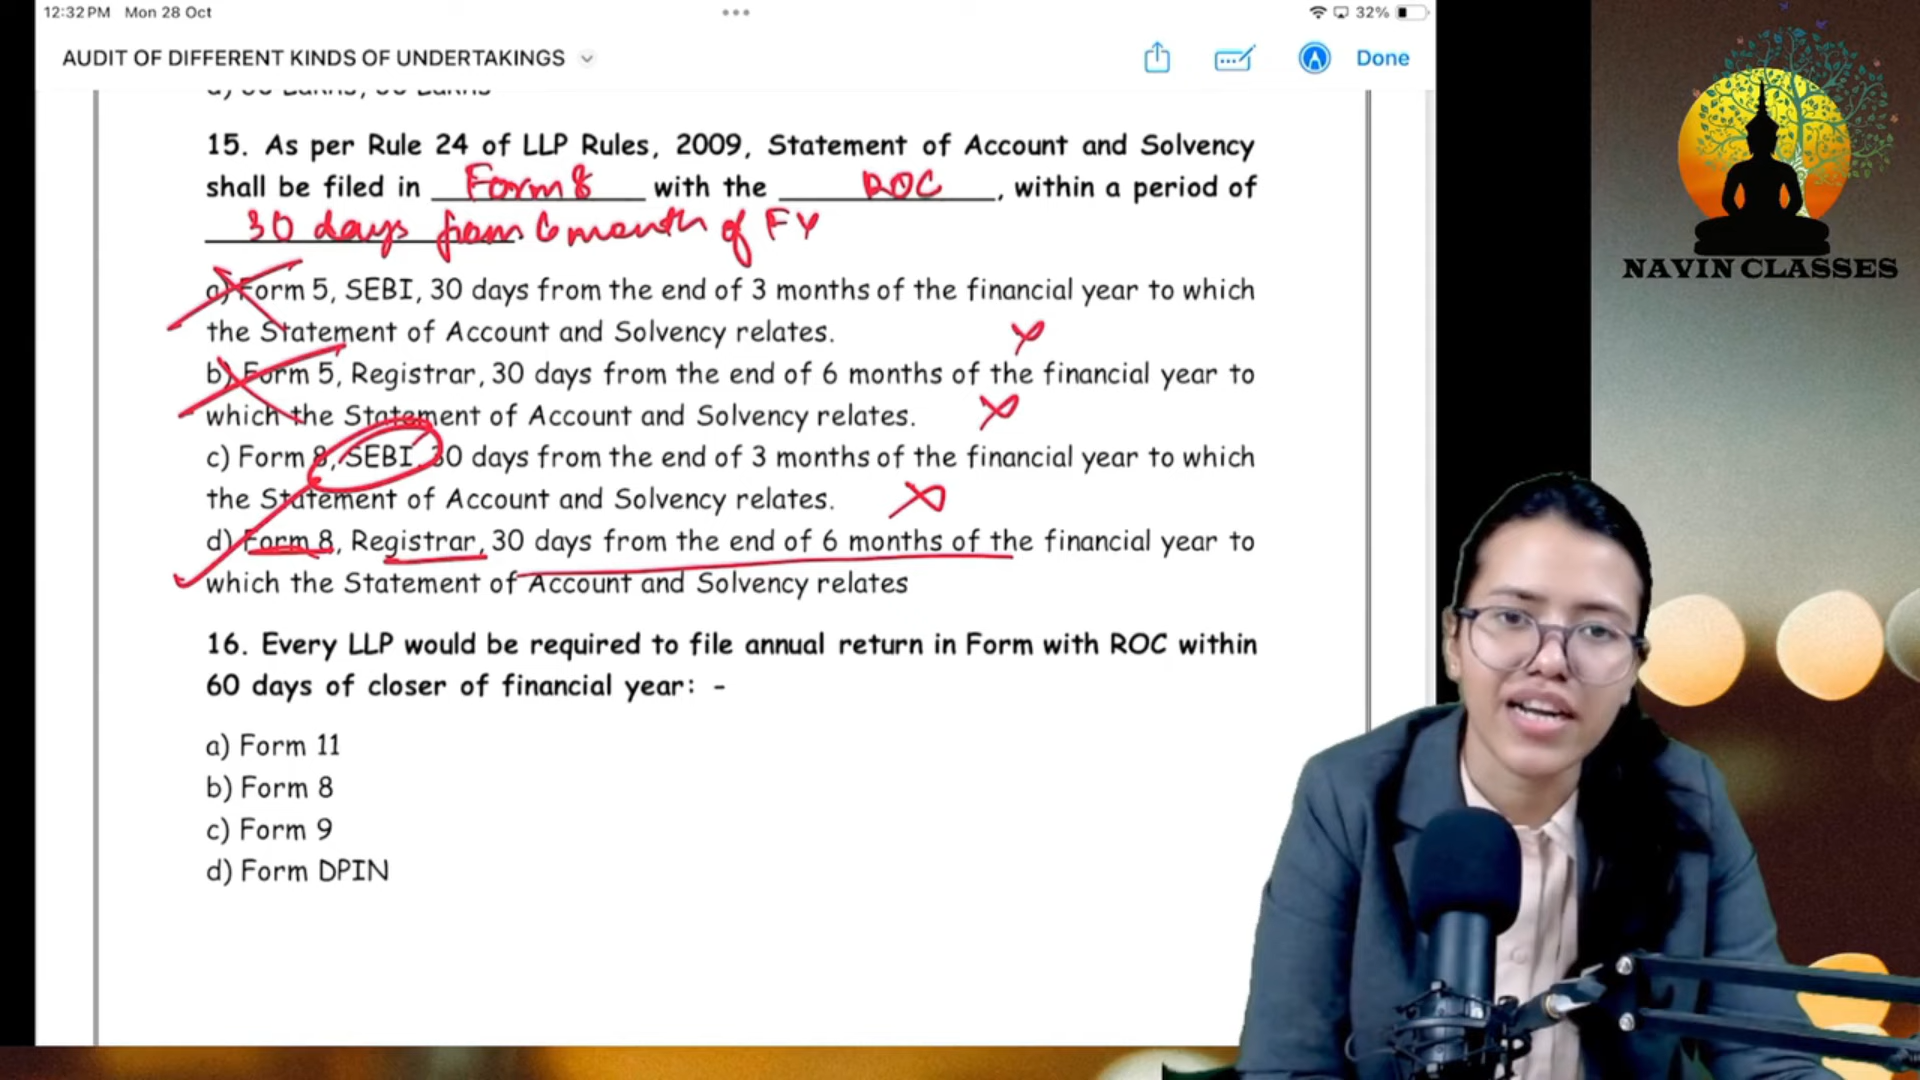 12:32 PM Mon 28 Oct
32%
AUDIT OF DIFFERENT KINDS OF UNDERTAKINGS
Done
15. As per Rule 24 of LLP Rules, 2009, Statement of Account and Solvency
shall be filed in Form 8 with the ROC, within a period of
30 days from 6 month of FY
a) Form 5, SEBI, 30 days from the end of 3 months of the financial year to which
the Statement of Account and Solvency relates.
b) Form 5, Registrar, 30 days from the end of 6 months of the financial year to
which the Statement of Account and Solvency relates.
c) Form 8, SEBI, 30 days from the end of 3 months of the financial year to which
the Statement of Account and Solvency relates.
d) Form 8, Registrar, 30 days from the end of 6 months of the financial year to
which the Statement of Account and Solvency relates
16. Every LLP would be required to file annual return in Form with ROC within
60 days of closer of financial year: -
a) Form 11
b) Form 8
c) Form 9
d) Form DPIN
NAVIN CLASSES